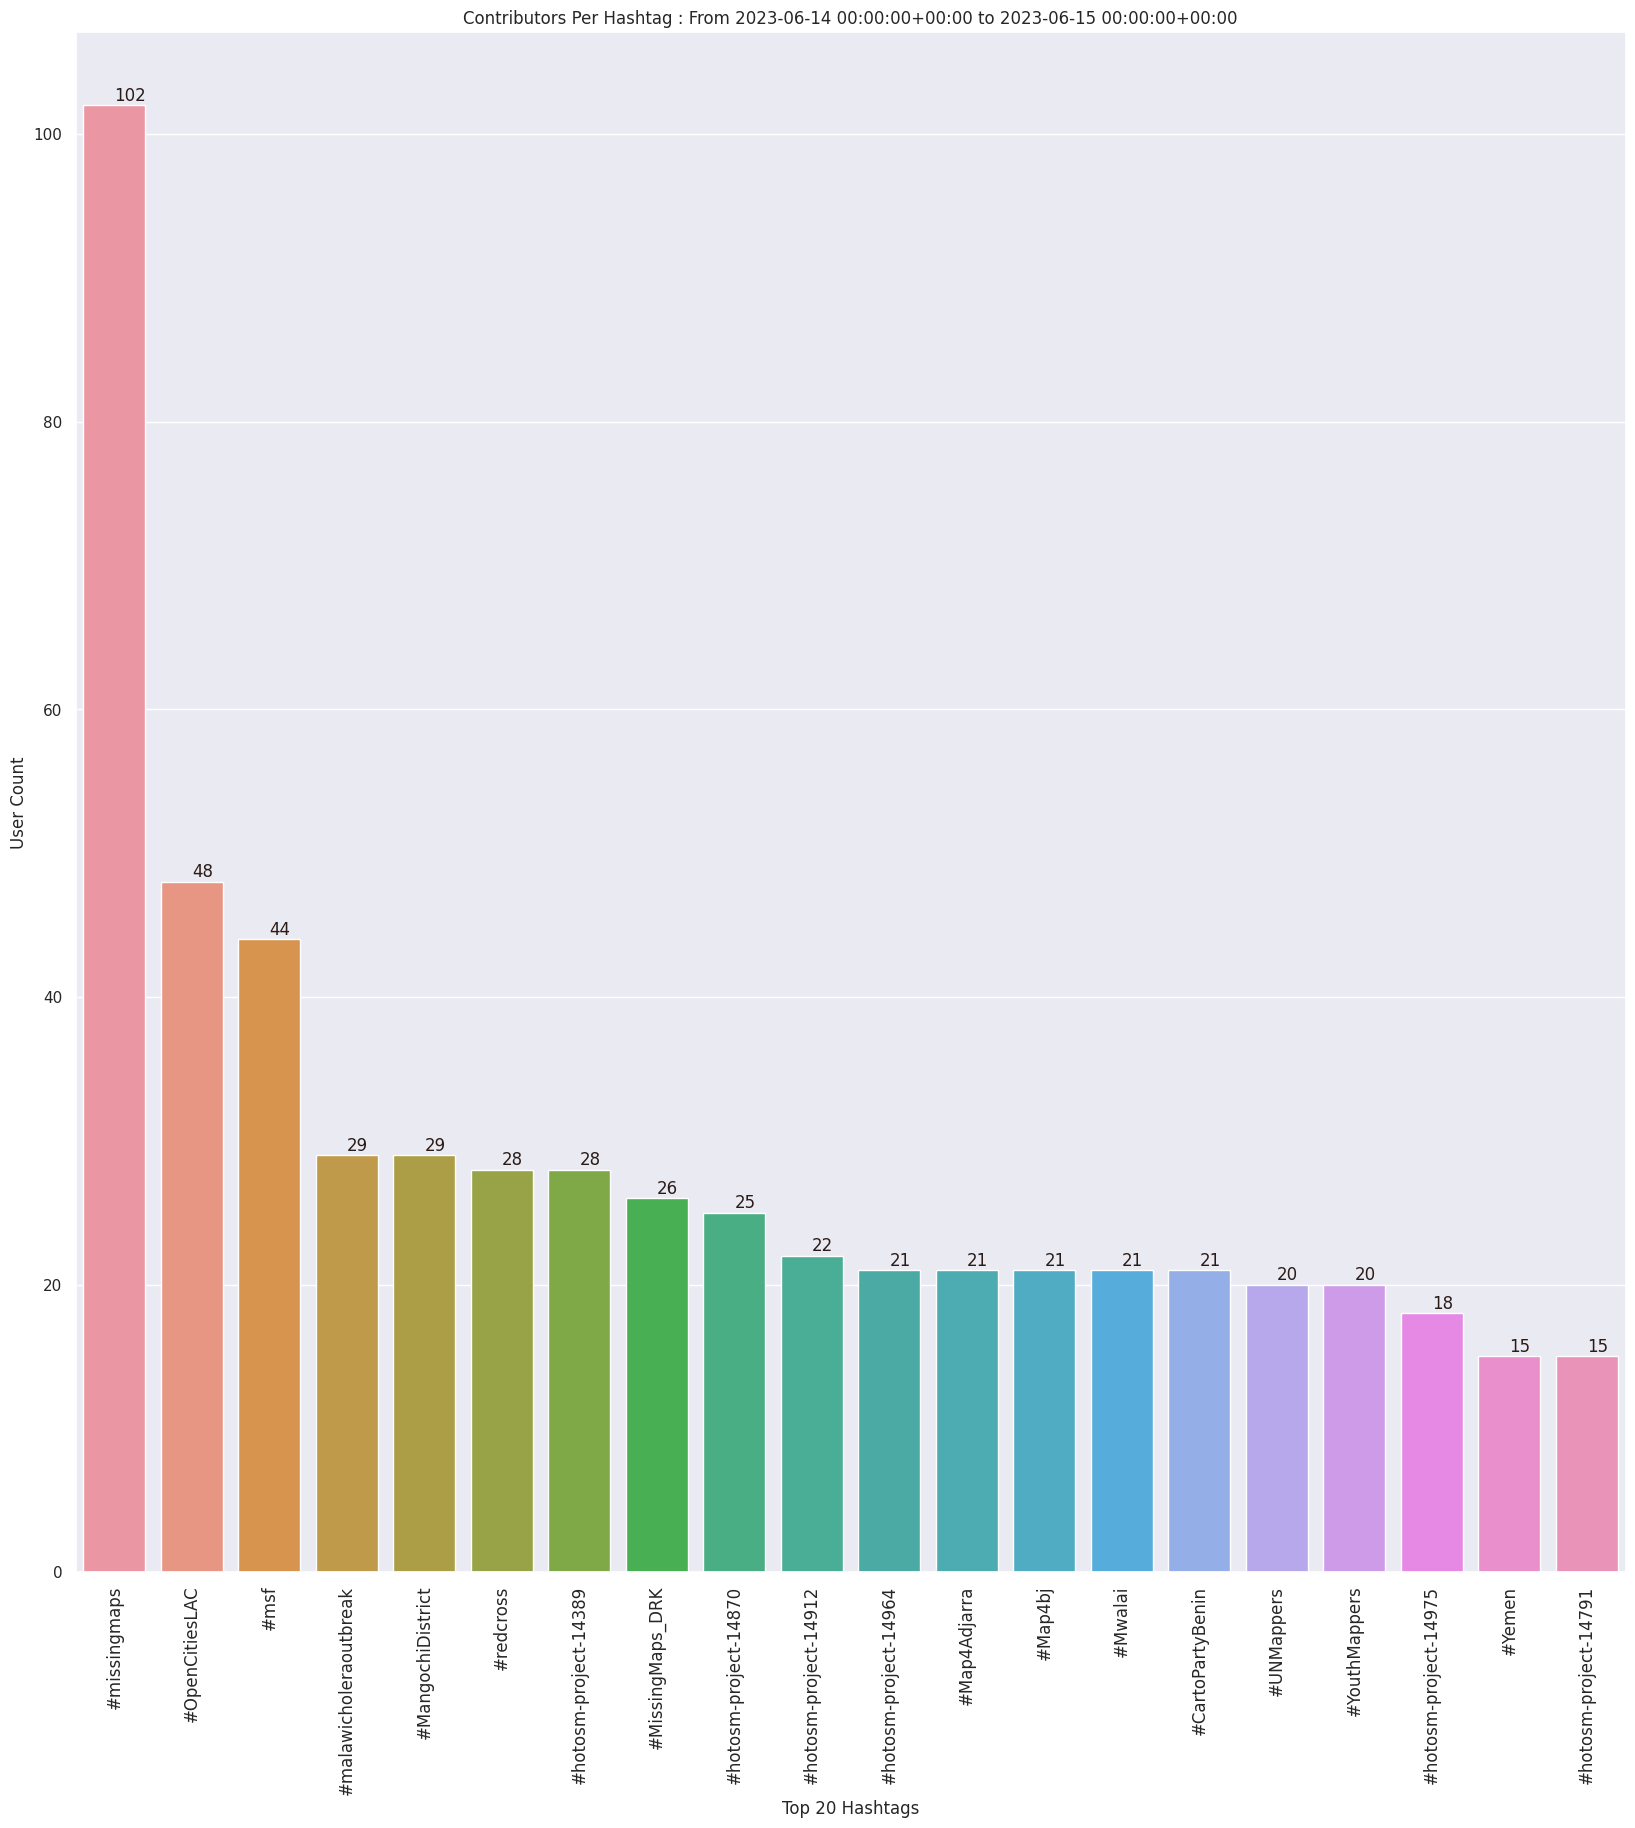 Contributors Per Hashtag : From 2023-06-14 00:00:00+00:00 to 2023-06-15 00:00:00+00:00
User Count
100
80
60
40
20
0
102
48
44
29
29
28
28
26
25
22
21
21
21
21
21
20
20
18
15
15
#missingmaps
#OpenCitiesLAC
#msf
#malawicholeraoutbreak
#MangochiDistrict
#redcross
#hotosm-project-14389
#MissingMaps_DRK
#hotosm-project-14870
#hotosm-project-14912
#hotosm-project-14964
#Map4Adjarra
#Map4bj
#Mwalai
#CartoPartyBenin
#UNMappers
#YouthMappers
#hotosm-project-14975
#Yemen
#hotosm-project-14791
Top 20 Hashtags